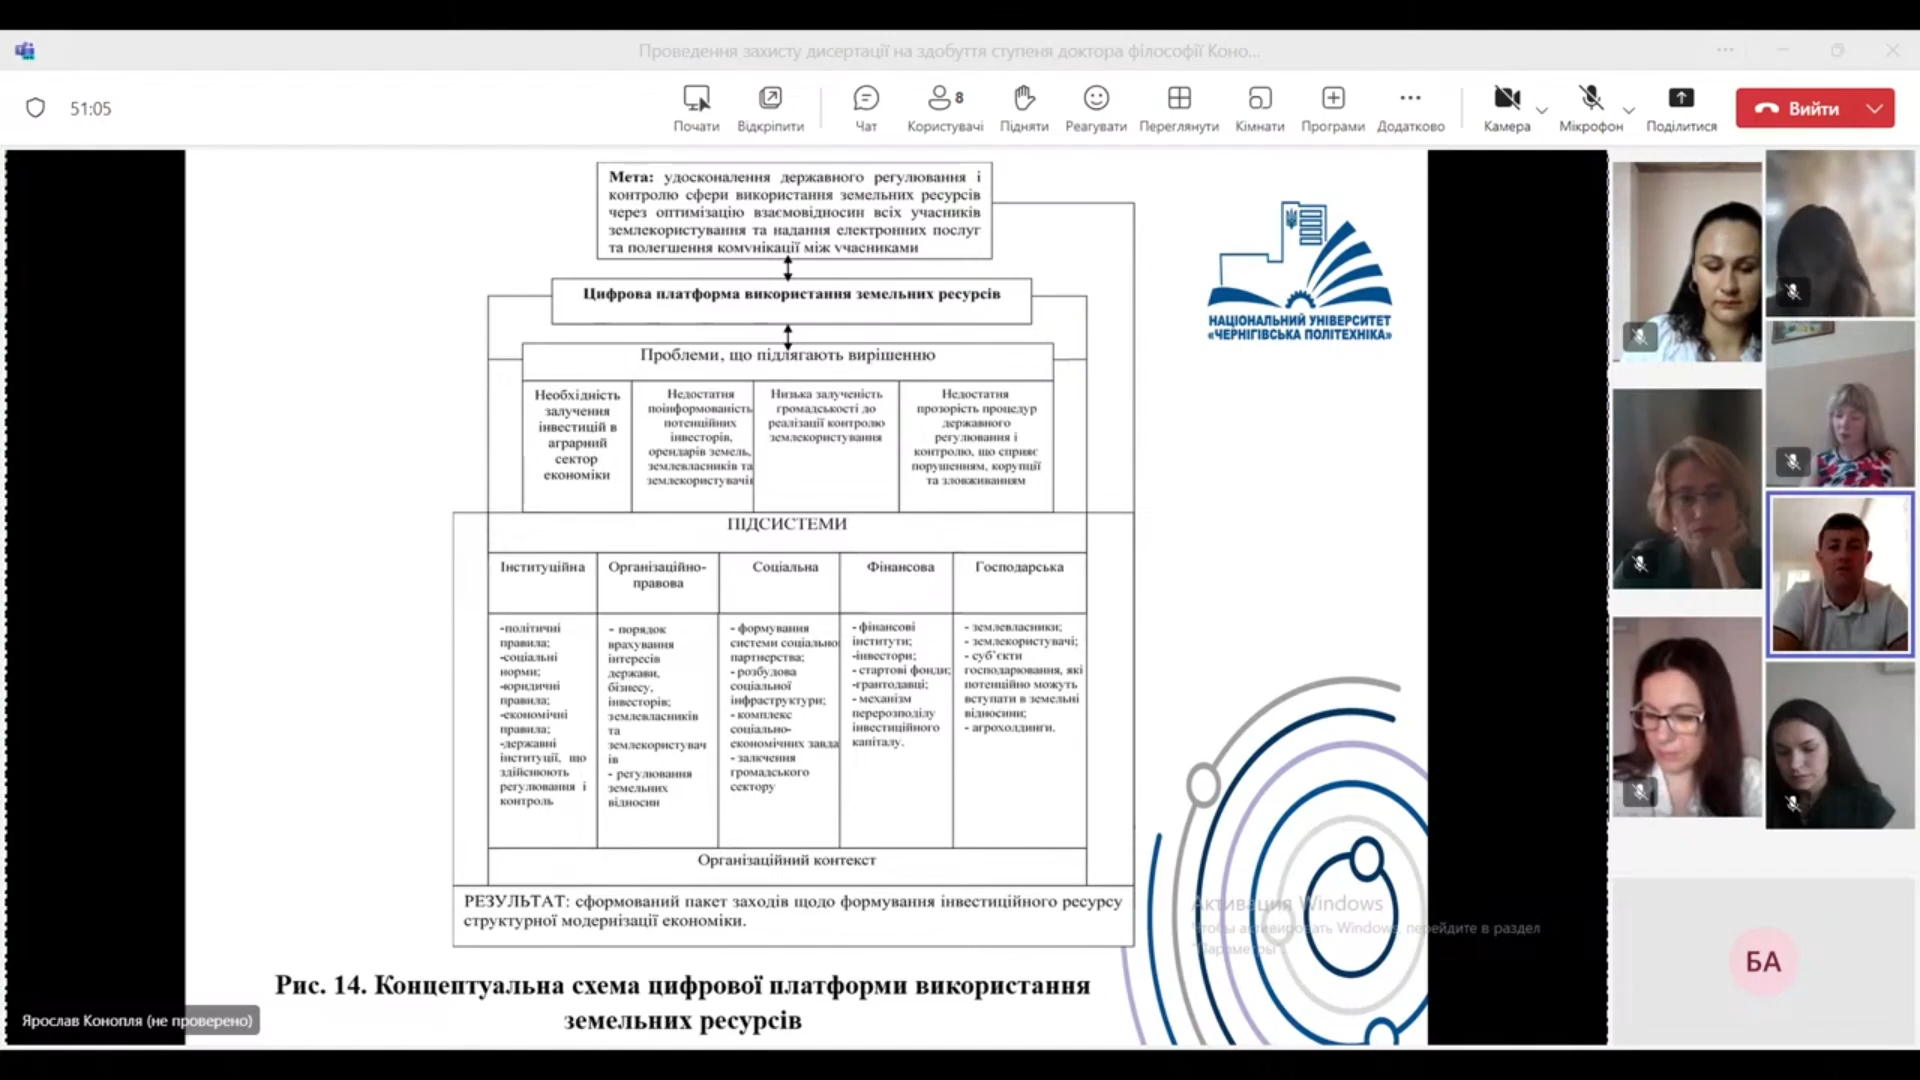 Проведення захисту дисертації на здобуття ступеня доктора філософії Коно...
51:05
Почати
Відкріпити
Чат
8
Користувачі
Підняти
Реагувати
Переглянути
Кімнати
Програми
Додатково
Камера
Мікрофон
Поділитися
Вийти
Мета: удосконалення державного регулювання і
контролю сфери використання земельних ресурсів
через оптимізацію взаємовідносин всіх учасників
землекористування та надання електронних послуг
та полегшення комунікації між учасниками
Цифрова платформа використання земельних ресурсів
Проблеми, що підлягають вирішенню
Необхідність
залучення
інвестицій в
аграрний
сектор
економіки
Недостатня
поінформованість
потенційних
інвесторів,
орендарів земель,
землевласників та
землекористувачів
Низька залученість
громадськості до
реалізації контролю
землекористування
Недостатня
прозорість процедур
державного
регулювання і
контролю, що сприяє
порушенням, корупції
та зловживанням
ПІДСИСТЕМИ
Інституційна
Організаційно-
правова
Соціальна
Фінансова
Господарська
-політичні
правила;
-соціальні
норми;
-юридичні
правила;
-економічні
правила;
-державні
інституції, що
здійснюють
регулювання і
контроль
- порядок
врахування
інтересів
держави,
бізнесу,
інвесторів;
землевласників
та
землекористувач
ів
- регулювання
земельних
відносин
- формування
системи соціально
партнерства;
- розбудова
соціальної
інфраструктури;
- комплекс
соціально-
економічних завда
- залкчення
громадського
сектору
- фінансові
інститути;
-інвестори;
- стартові фонди;
-грантодавці;
- механізм
перерозподілу
інвестиційного
капіталу.
- землевласники;
- землекористувачі;
- суб’єкти
господарювання, які
потенційно можуть
вступати в земельні
відносини;
- агрохолдинги.
Організаційний контекст
РЕЗУЛЬТАТ: сформований пакет заходів щодо формування інвестиційного ресурсу
структурної модернізації економіки.
Рис. 14. Концептуальна схема цифрової платформи використання
земельних ресурсів
НАЦІОНАЛЬНИЙ УНІВЕРСИТЕТ
«ЧЕРНІГІВСЬКА ПОЛІТЕХНІКА»
Активация Windows
Чтобы активировать Windows, перейдите в раздел
"Параметры".
Ярослав Конопля (не проверено)
БА